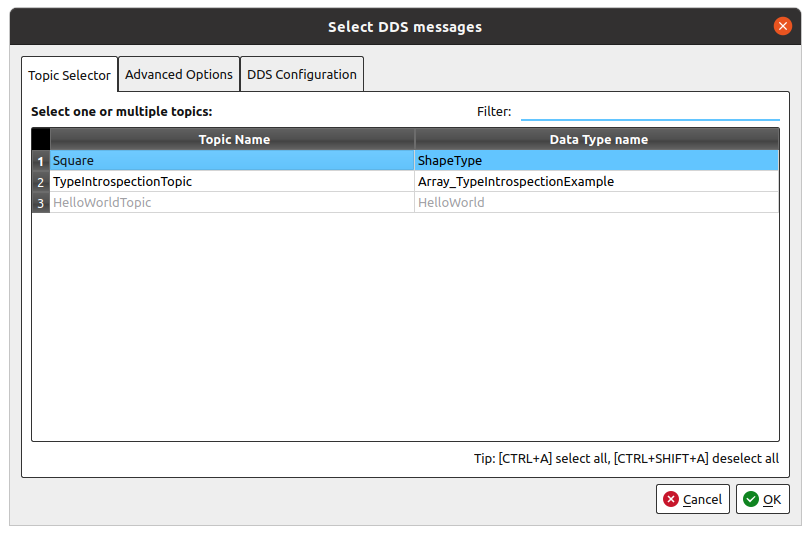 Select DDS messages
Topic Selector Advanced Options DDS Configuration
Select one or multiple topics: Filter:
Topic Name Data Type name
1 Square ShapeType
2 TypeIntrospectionTopic Array_TypeIntrospectionExample
3 HelloWorldTopic HelloWorld
Tip: [CTRL+A] select all, [CTRL+SHIFT+A] deselect all
Cancel OK